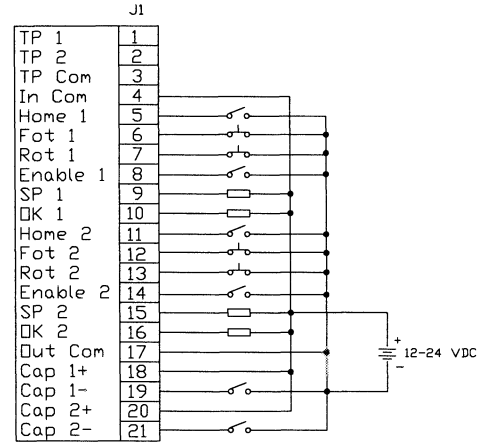 J1
TP 1 1
TP 2 2
TP Com 3
In Com 4
Home 1 5
Fot 1 6
Rot 1 7
Enable 1 8
SP 1 9
OK 1 10
Home 2 11
Fot 2 12
Rot 2 13
Enable 2 14
SP 2 15
OK 2 16
Out Com 17
Cap 1+ 18
Cap 1- 19
Cap 2+ 20
Cap 2- 21
+
12-24 VDC
-